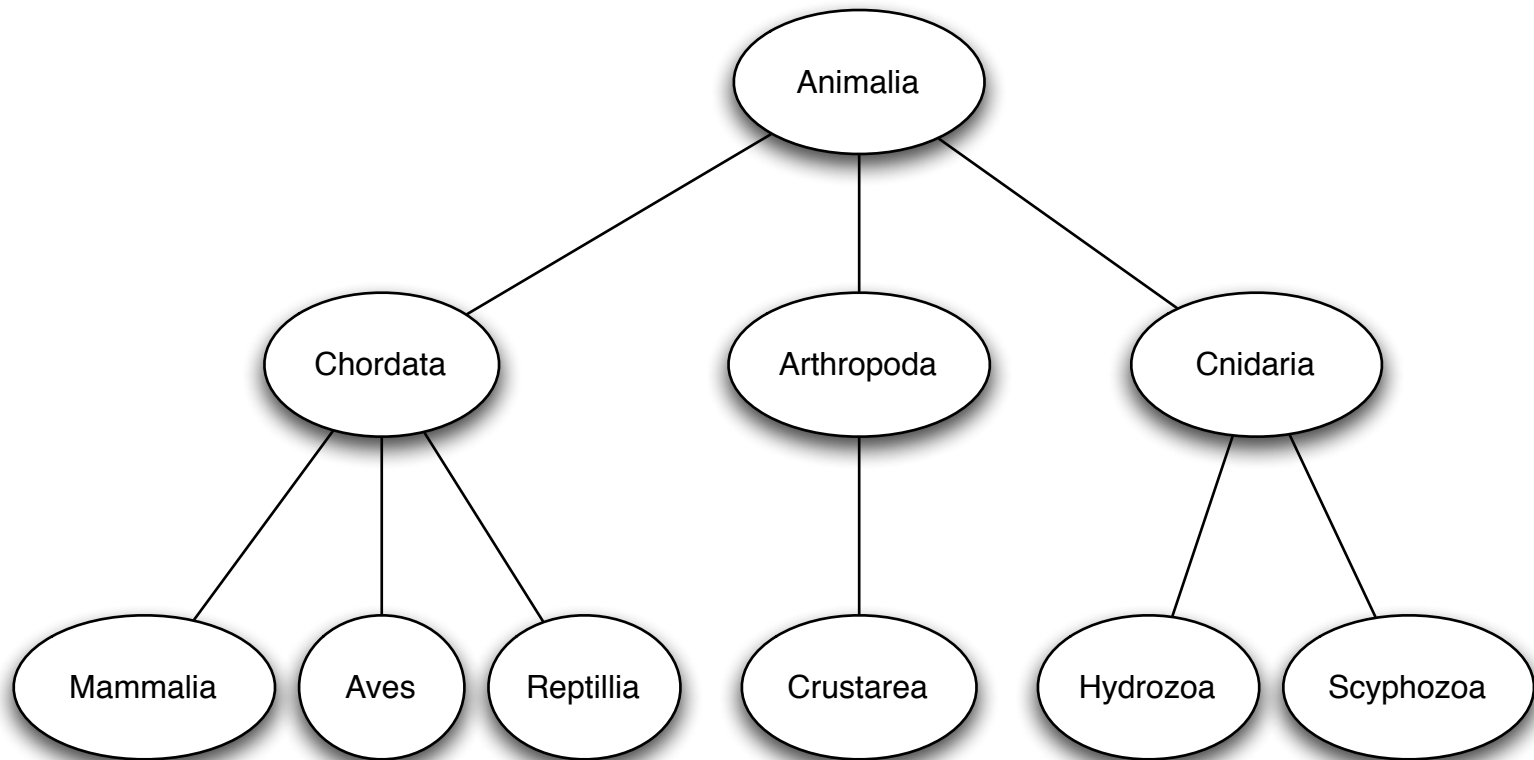 Animalia
Chordata
Arthropoda
Cnidaria
Mammalia
Aves
Reptillia
Crustarea
Hydrozoa
Scyphozoa